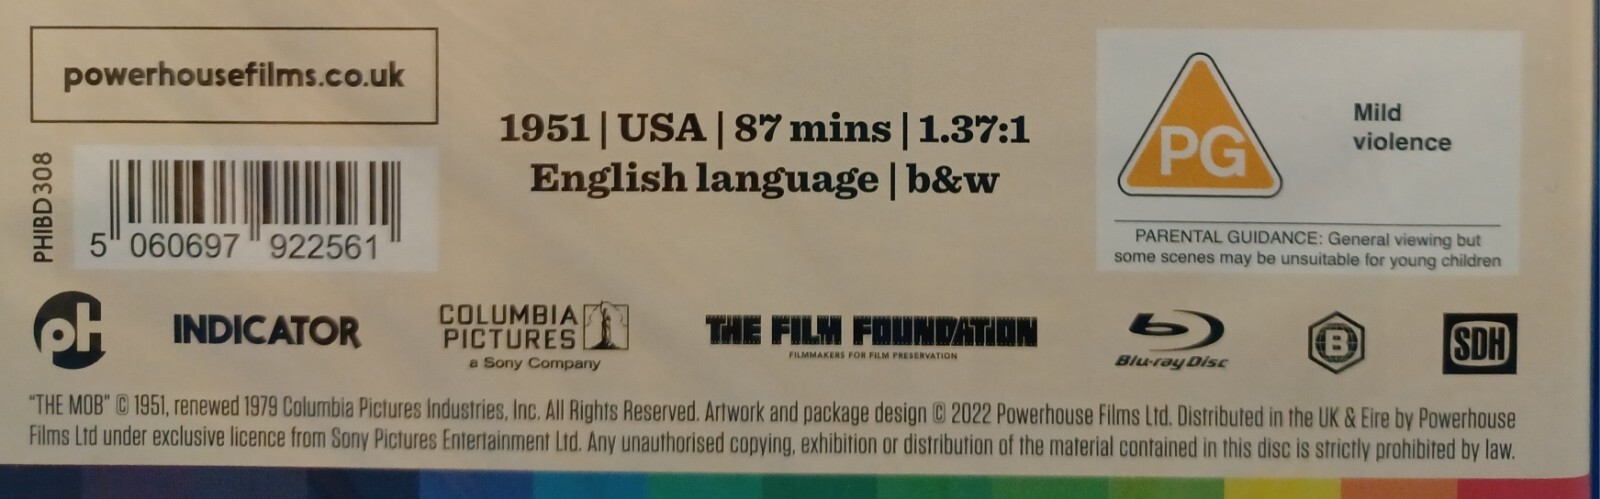 powerhousefilms.co.uk
1951 | USA | 87 mins | 1.37:1
English language | b&w
PHIBD308
5 060697 922561
PG
Mild
violence
PARENTAL GUIDANCE: General viewing but
some scenes may be unsuitable for young children
pH
INDICATOR
COLUMBIA
PICTURES
a Sony Company
THE FILM FOUNDATION
FILMMAKERS FOR FILM PRESERVATION
Blu-ray Disc
B
SDH
"THE MOB" © 1951, renewed 1979 Columbia Pictures Industries, Inc. All Rights Reserved. Artwork and package design © 2022 Powerhouse Films Ltd. Distributed in the UK & Eire by Powerhouse
Films Ltd under exclusive licence from Sony Pictures Entertainment Ltd. Any unauthorised copying, exhibition or distribution of the material contained in this disc is strictly prohibited by law.